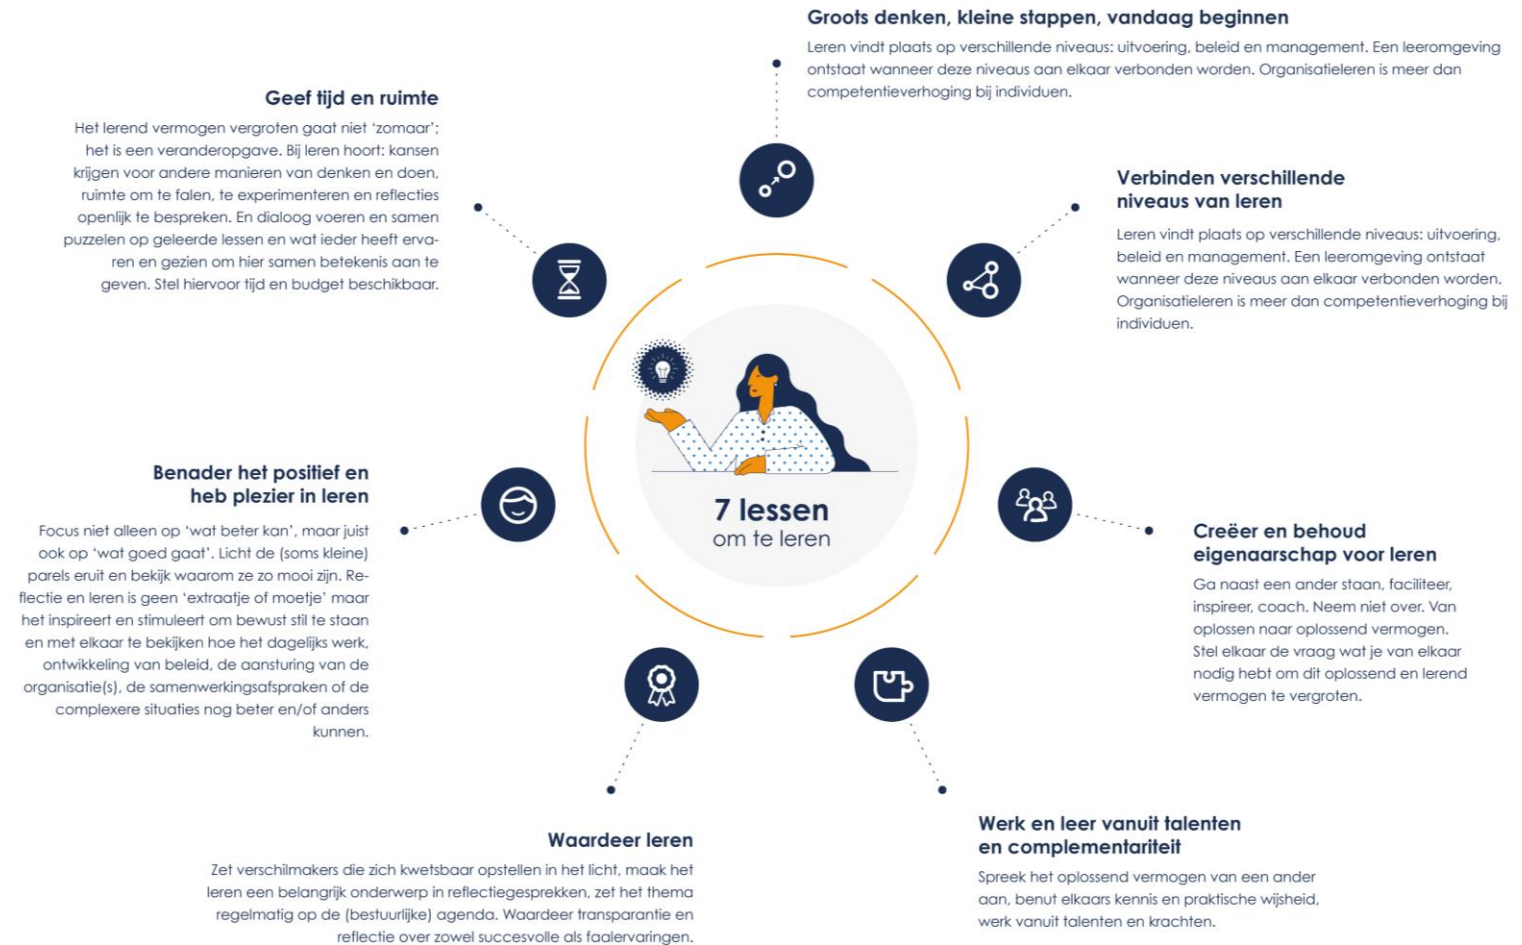 Groots denken, kleine stappen, vandaag beginnen
Leren vindt plaats op verschillende niveaus: uitvoering, beleid en management. Een leeromgeving
ontstaat wanneer deze niveaus aan elkaar verbonden worden. Organisatieleren is meer dan
competentieverhoging bij individuen.
Verbinden verschillende
niveaus van leren
Leren vindt plaats op verschillende niveaus: uitvoering,
beleid en management. Een leeromgeving ontstaat
wanneer deze niveaus aan elkaar verbonden worden.
Organisatieleren is meer dan competentieverhoging bij
individuen.
Creëer en behoud
eigenaarschap voor leren
Ga naast een ander staan, faciliteer,
inspireer, coach. Neem niet over. Van
oplossen naar oplossend vermogen.
Stel elkaar de vraag wat je van elkaar
nodig hebt om dit oplossend en lerend
vermogen te vergroten.
Werk en leer vanuit talenten
en complementariteit
Spreek het oplossend vermogen van een ander
aan, benut elkaars kennis en praktische wijsheid,
werk vanuit talenten en krachten.
Waardeer leren
Zet verschilmakers die zich kwetsbaar opstellen in het licht, maak het
leren een belangrijk onderwerp in reflectiegesprekken, zet het thema
regelmatig op de (bestuurlijke) agenda. Waardeer transparantie en
reflectie over zowel succesvolle als faalervaringen.
Benader het positief en
heb plezier in leren
Focus niet alleen op ‘wat beter kan’, maar juist
ook op ‘wat goed gaat’. Licht de (soms kleine)
parels eruit en bekijk waarom ze zo mooi zijn. Re-
flectie en leren is geen ‘extraatje of moetje’ maar
het inspireert en stimuleert om bewust stil te staan
en met elkaar te bekijken hoe het dagelijks werk,
ontwikkeling van beleid, de aansturing van de
organisatie(s), de samenwerkingsafspraken of de
complexere situaties nog beter en/of anders
kunnen.
Geef tijd en ruimte
Het lerend vermogen vergroten gaat niet ‘zomaar’;
het is een veranderopgave. Bij leren hoort: kansen
krijgen voor andere manieren van denken en doen,
ruimte om te falen, te experimenteren en reflecties
openlijk te bespreken. En dialoog voeren en samen
puzzelen op geleerde lessen en wat ieder heeft erva-
ren en gezien om hier samen betekenis aan te
geven. Stel hiervoor tijd en budget beschikbaar.
7 lessen
om te leren